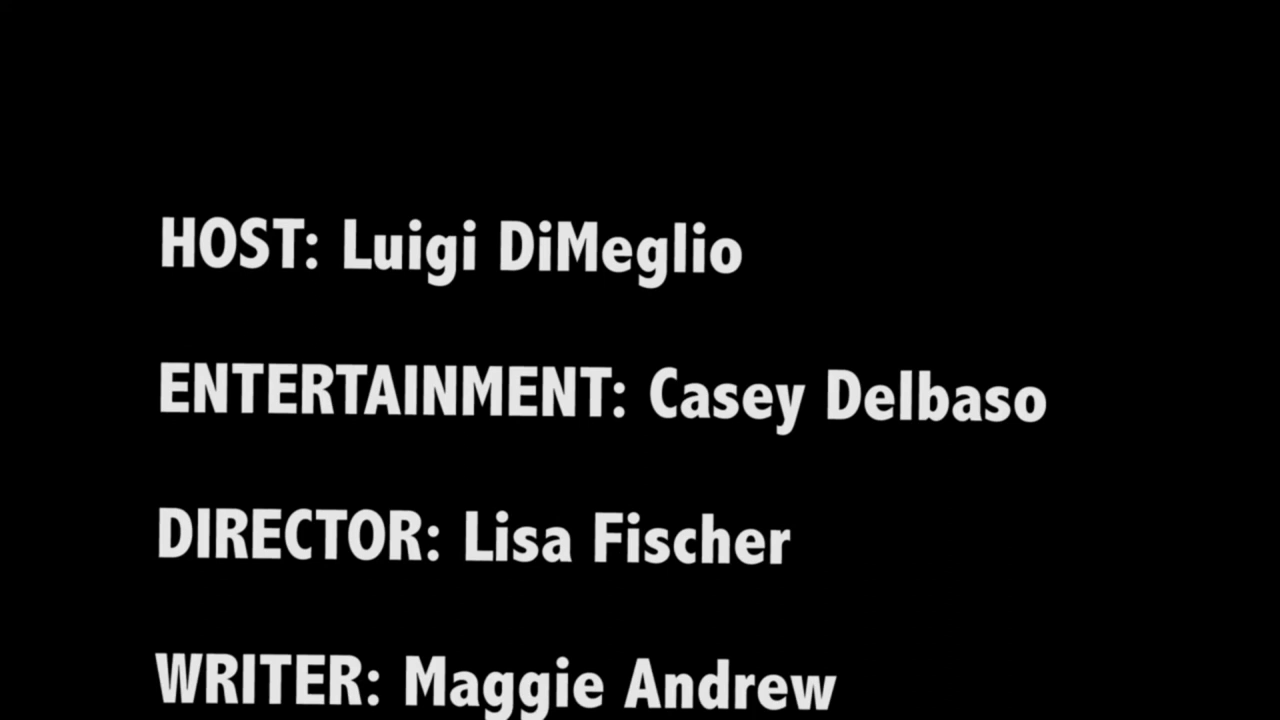 HOST: Luigi DiMeglio
ENTERTAINMENT: Casey Delbaso
DIRECTOR: Lisa Fischer
WRITER: Maggie Andrew